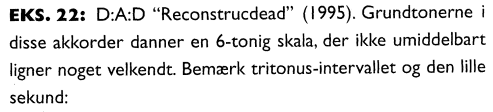 EKS. 22: D:A:D “Reconstrucdead” (1995). Grundtonerne i
disse akkorder danner en 6-tonig skala, der ikke umiddelbart
ligner noget velkendt. Bemærk tritonus-intervallet og den lille
sekund: